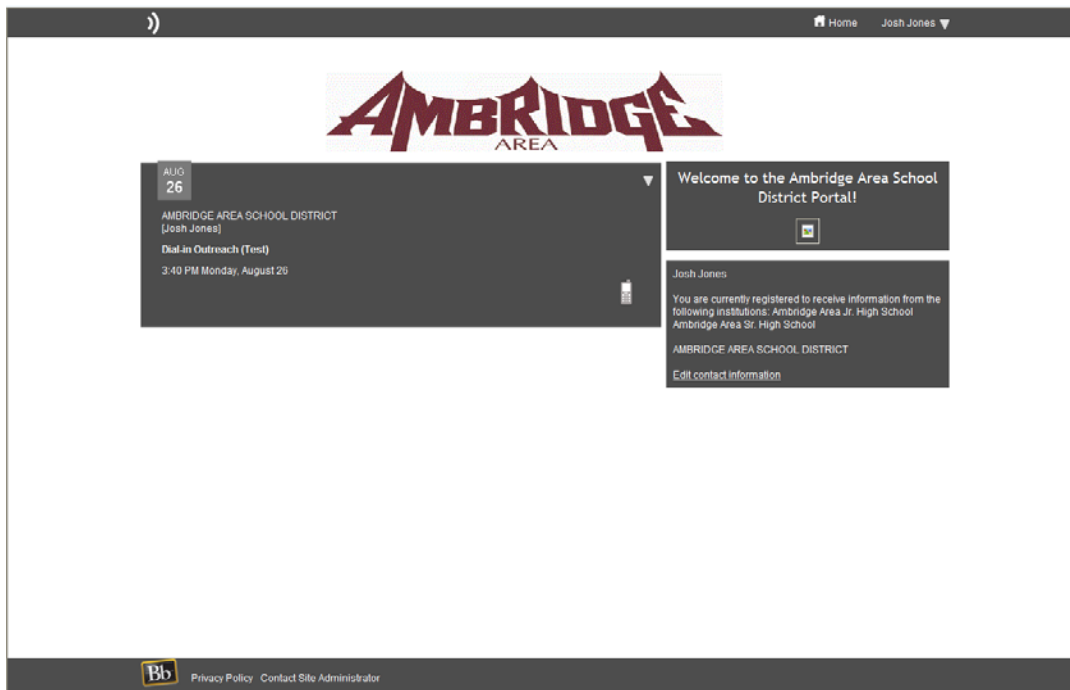 Home Josh Jones
AMBRIDGE
AREA
AUG
26
AMBRIDGE AREA SCHOOL DISTRICT
[Josh Jones]
Dial-in Outreach (Test)
3:40 PM Monday, August 26
Welcome to the Ambridge Area School
District Portal!
Josh Jones
You are currently registered to receive information from the
following institutions: Ambridge Area Jr. High School
Ambridge Area Sr. High School
AMBRIDGE AREA SCHOOL DISTRICT
Edit contact information
Bb Privacy Policy Contact Site Administrator